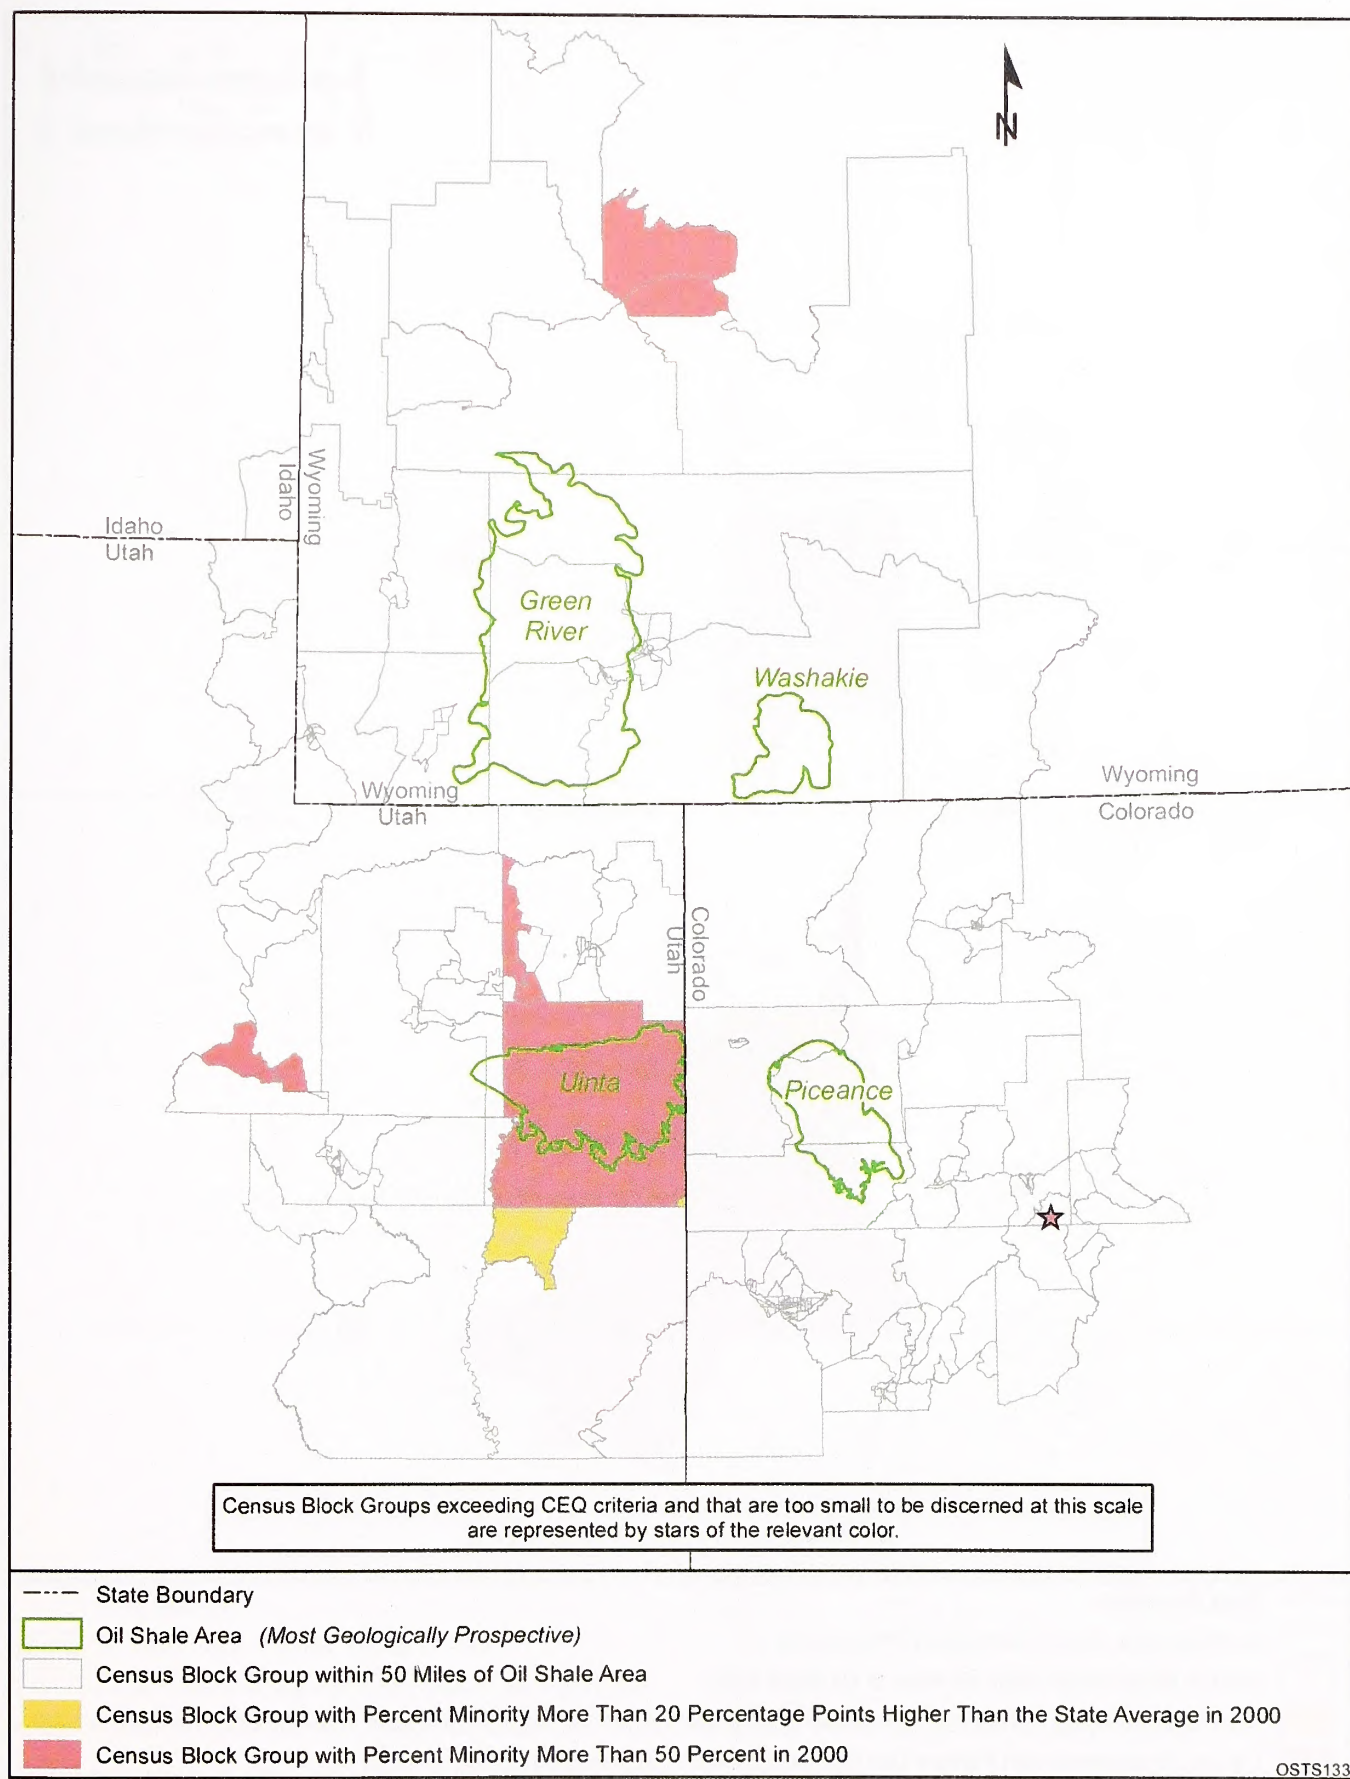 N
Wyoming
Idaho
Idaho
Utah
Green
River
Washakie
Wyoming
Utah
Wyoming
Colorado
Colorado
Utah
Uinta
Piceance
Census Block Groups exceeding CEQ criteria and that are too small to be discerned at this scale
are represented by stars of the relevant color.
State Boundary
Oil Shale Area (Most Geologically Prospective)
Census Block Group within 50 Miles of Oil Shale Area
Census Block Group with Percent Minority More Than 20 Percentage Points Higher Than the State Average in 2000
Census Block Group with Percent Minority More Than 50 Percent in 2000
OSTS133